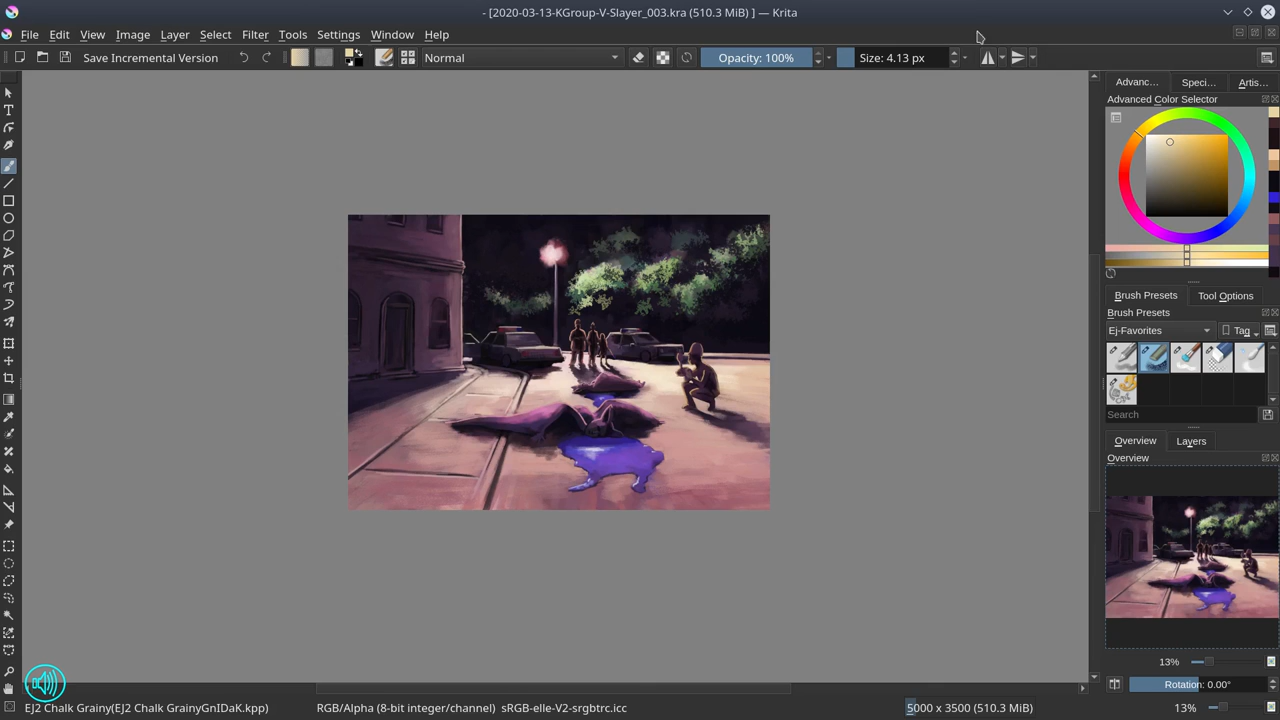 - [2020-03-13-KGroup-V-Slayer_003.kra (510.3 MiB) ] — Krita
File Edit View Image Layer Select Filter Tools Settings Window Help
Save Incremental Version Normal Opacity: 100% Size: 4.13 px
Advanc... Speci... Artis...
Advanced Color Selector
Brush Presets Tool Options
Brush Presets
Ej-Favorites Tag
Search
Overview Layers
Overview
13%
Rotation: 0.00°
EJ2 Chalk Grainy(EJ2 Chalk GrainyGnIDaK.kpp) RGB/Alpha (8-bit integer/channel) sRGB-elle-V2-srgbtrc.icc 5000 x 3500 (510.3 MiB) 13%